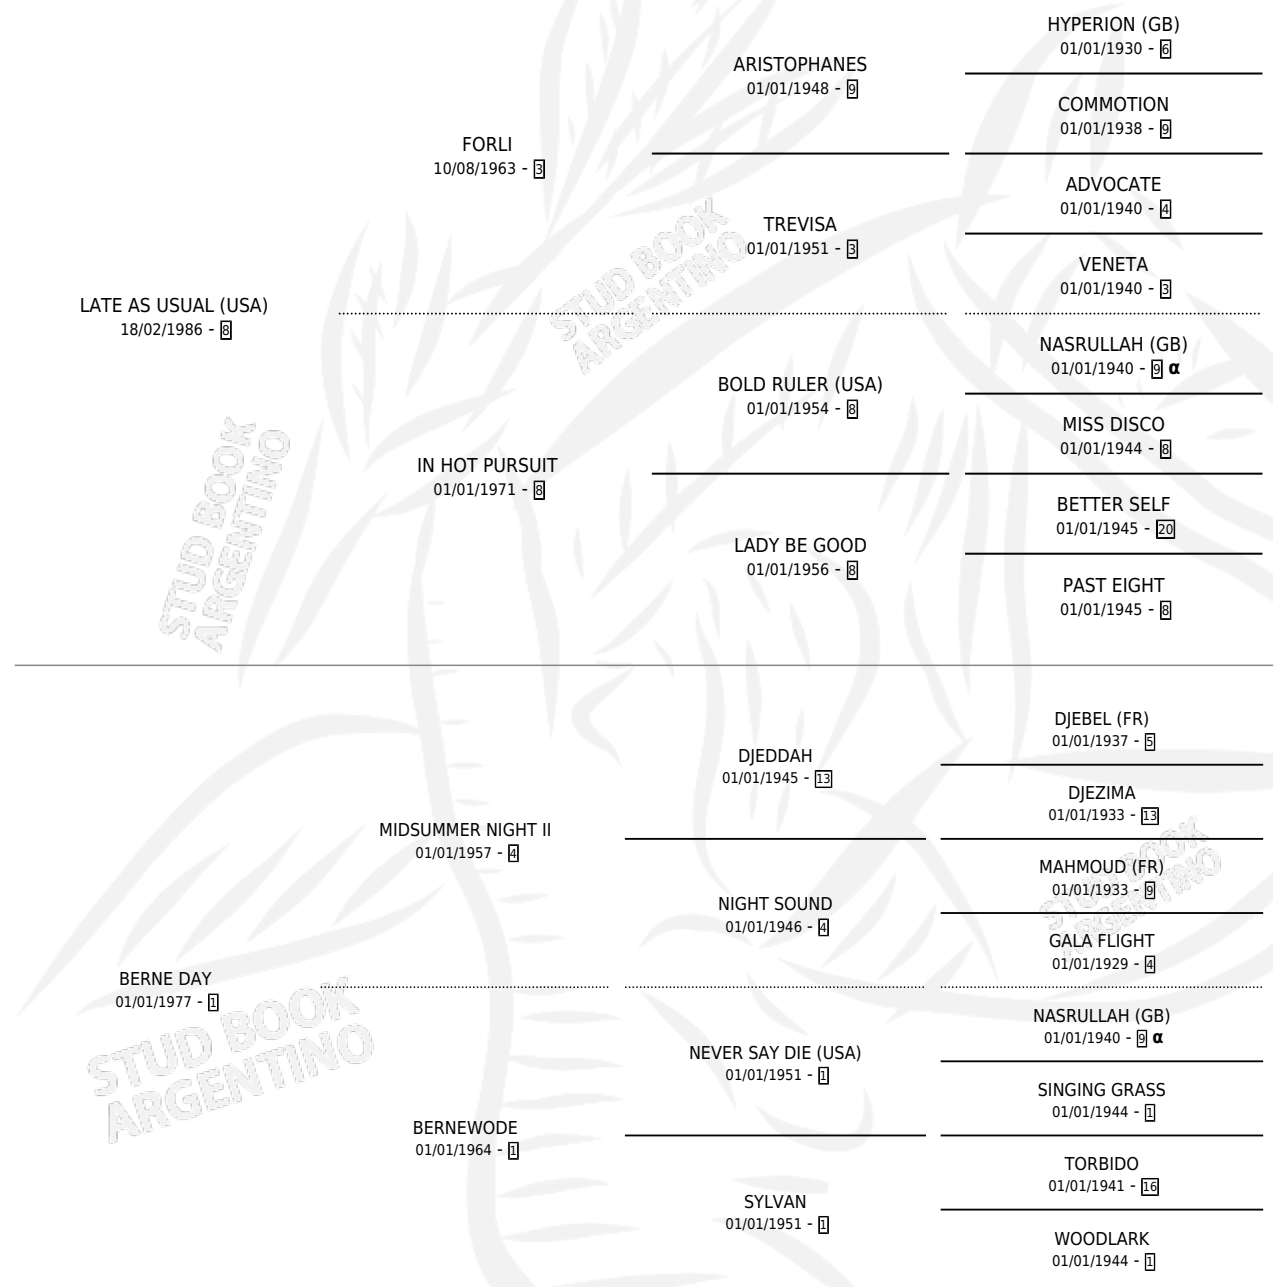 LATE AS USUAL (USA)
18/02/1986 - 8
FORLI
10/08/1963 - 3
IN HOT PURSUIT
01/01/1971 - 8
ARISTOPHANES
01/01/1948 - 9
TREVISA
01/01/1951 - 3
BOLD RULER (USA)
01/01/1954 - 8
LADY BE GOOD
01/01/1956 - 8
HYPERION (GB)
01/01/1930 - 6
COMMOTION
01/01/1938 - 9
ADVOCATE
01/01/1940 - 4
VENETA
01/01/1940 - 3
NASRULLAH (GB)
01/01/1940 - 9 α
MISS DISCO
01/01/1944 - 8
BETTER SELF
01/01/1945 - 20
PAST EIGHT
01/01/1945 - 8
STUD BOOK
ARGENTINO
STUD BOOK
ARGENTINO
BERNE DAY
01/01/1977 - 1
MIDSUMMER NIGHT II
01/01/1957 - 4
BERNEWODE
01/01/1964 - 1
DJEDDAH
01/01/1945 - 13
NIGHT SOUND
01/01/1946 - 4
NEVER SAY DIE (USA)
01/01/1951 - 1
SYLVAN
01/01/1951 - 1
DJEBEL (FR)
01/01/1937 - 5
DJEZIMA
01/01/1933 - 13
MAHMOUD (FR)
01/01/1933 - 9
GALA FLIGHT
01/01/1929 - 4
NASRULLAH (GB)
01/01/1940 - 9 α
SINGING GRASS
01/01/1944 - 1
TORBIDO
01/01/1941 - 16
WOODLARK
01/01/1944 - 1
STUD BOOK
ARGENTINO
STUD BOOK
ARGENTINO